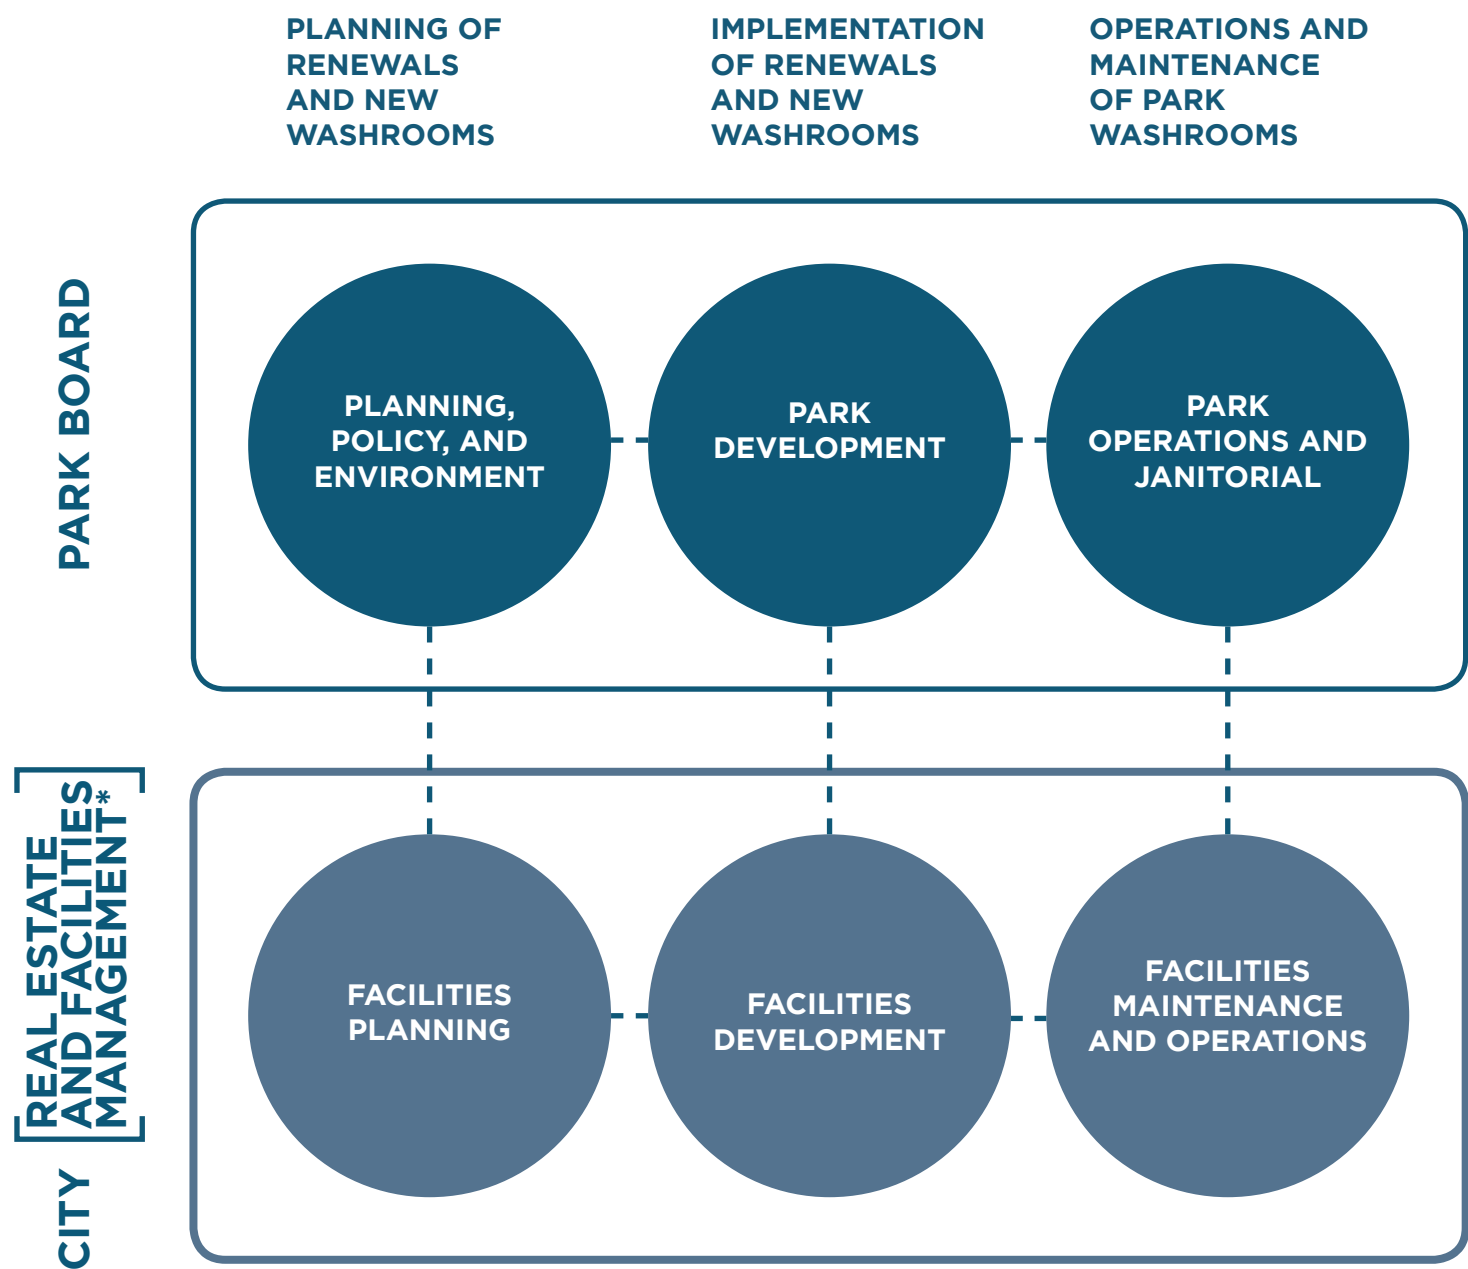 PLANNING OF
RENEWALS
AND NEW
WASHROOMS
IMPLEMENTATION
OF RENEWALS
AND NEW
WASHROOMS
OPERATIONS AND
MAINTENANCE
OF PARK
WASHROOMS
PARK BOARD
PLANNING,
POLICY, AND
ENVIRONMENT
PARK
DEVELOPMENT
PARK
OPERATIONS AND
JANITORIAL
CITY
REAL ESTATE
AND FACILITIES
MANAGEMENT*
FACILITIES
PLANNING
FACILITIES
DEVELOPMENT
FACILITIES
MAINTENANCE
AND OPERATIONS